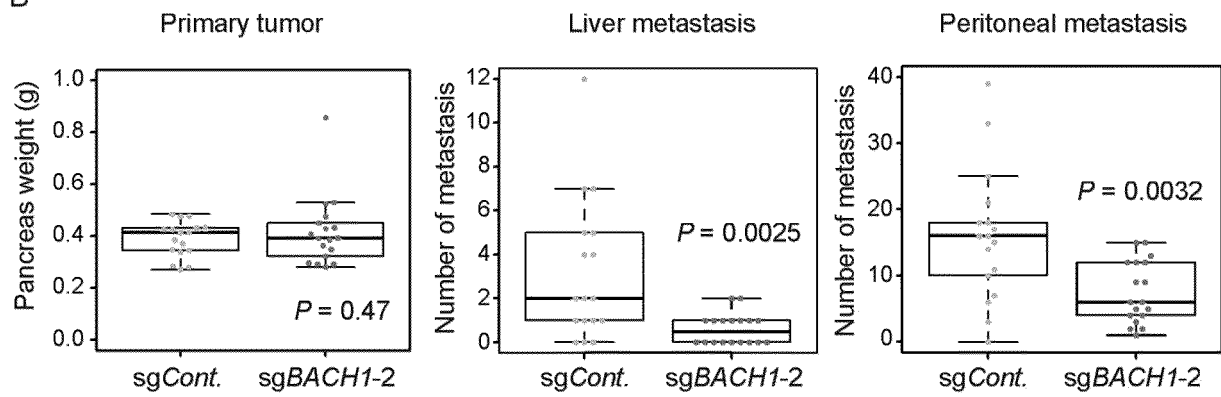 Primary tumor
Liver metastasis
Peritoneal metastasis
Pancreas weight (g)
1.0
0.8
0.6
0.4
0.2
0.0
P = 0.47
sgCont.
sgBACH1-2
Number of metastasis
12
10
8
6
4
2
0
P = 0.0025
sgCont.
sgBACH1-2
Number of metastasis
40
30
20
10
0
P = 0.0032
sgCont.
sgBACH1-2